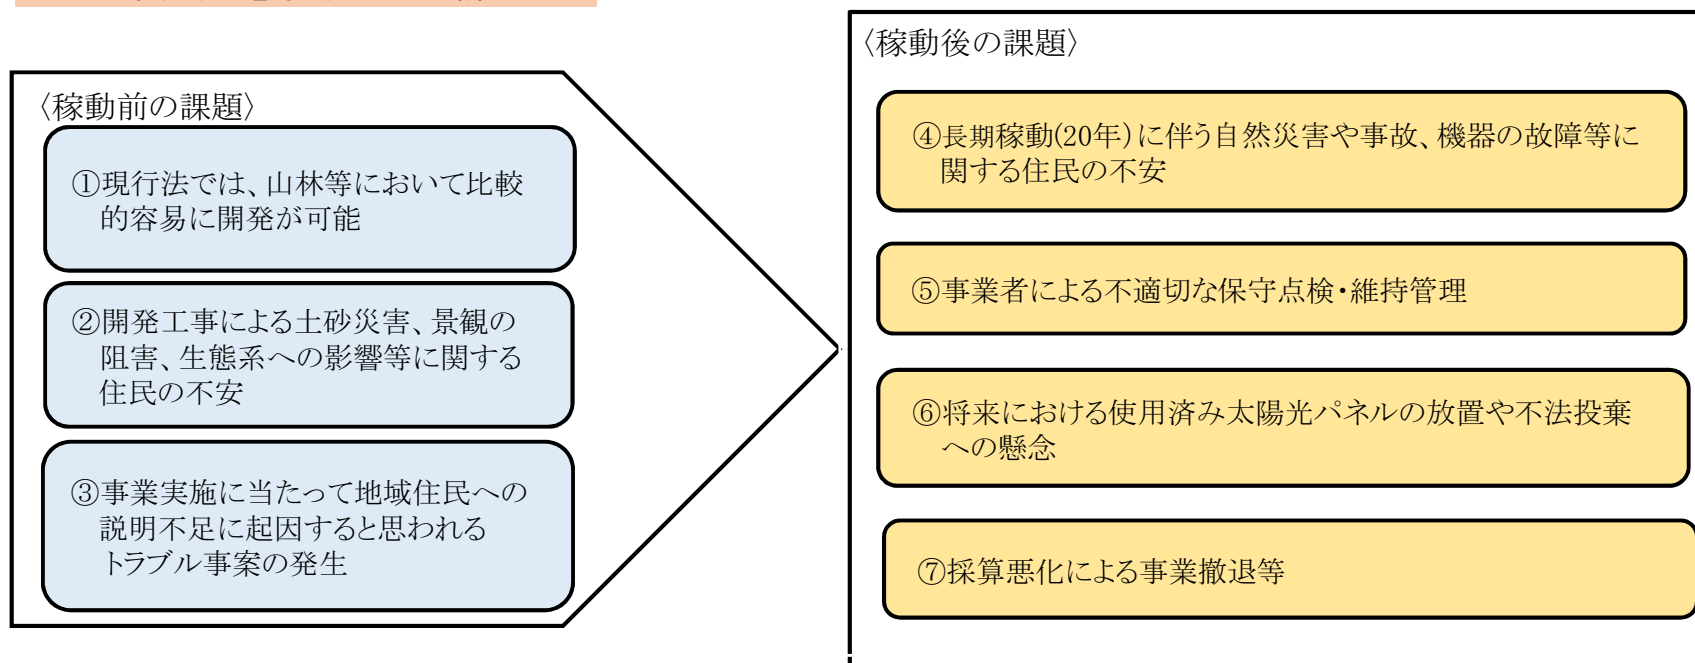 〈稼動前の課題〉
①現行法では、山林等において比較
的容易に開発が可能
②開発工事による土砂災害、景観の
阻害、生態系への影響等に関する
住民の不安
③事業実施に当たって地域住民への
説明不足に起因すると思われる
トラブル事案の発生
〈稼動後の課題〉
④長期稼動(20年)に伴う自然災害や事故、機器の故障等に
関する住民の不安
⑤事業者による不適切な保守点検・維持管理
⑥将来における使用済み太陽光パネルの放置や不法投棄
への懸念
⑦採算悪化による事業撤退等